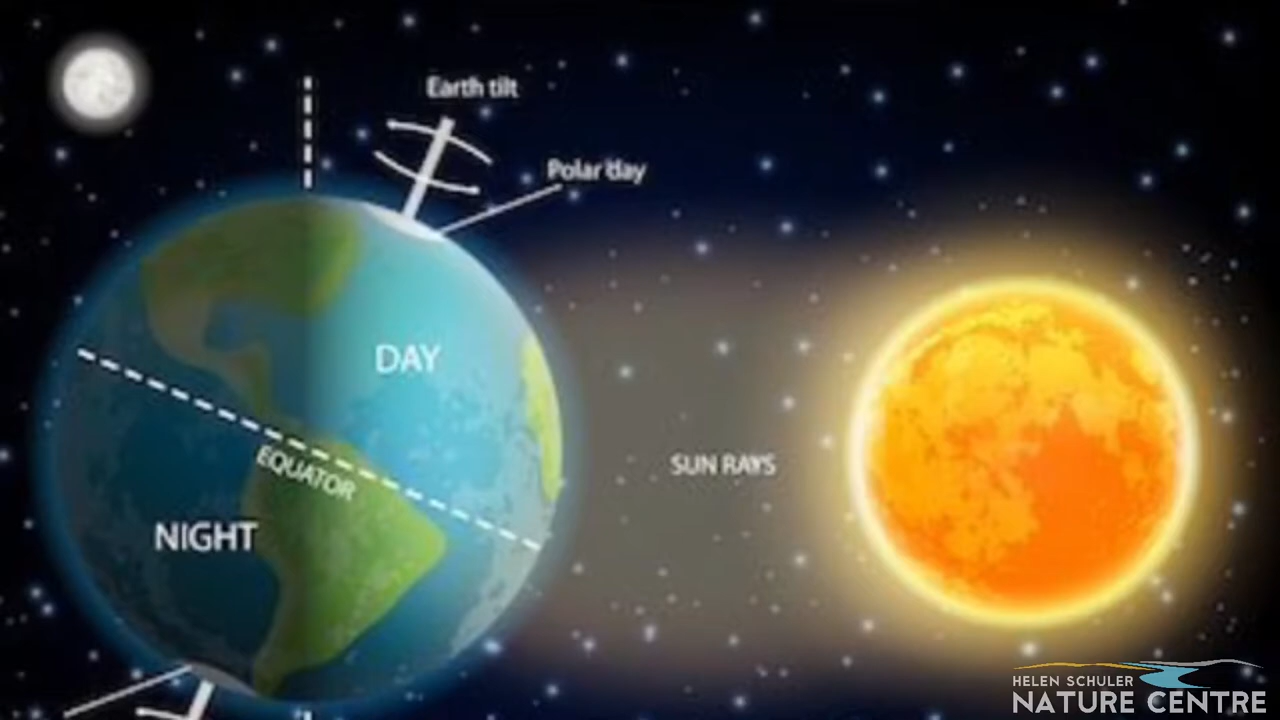 Earth tilt
Polar day
DAY
EQUATOR
SUN RAYS
NIGHT
HELEN SCHULER
NATURE CENTRE